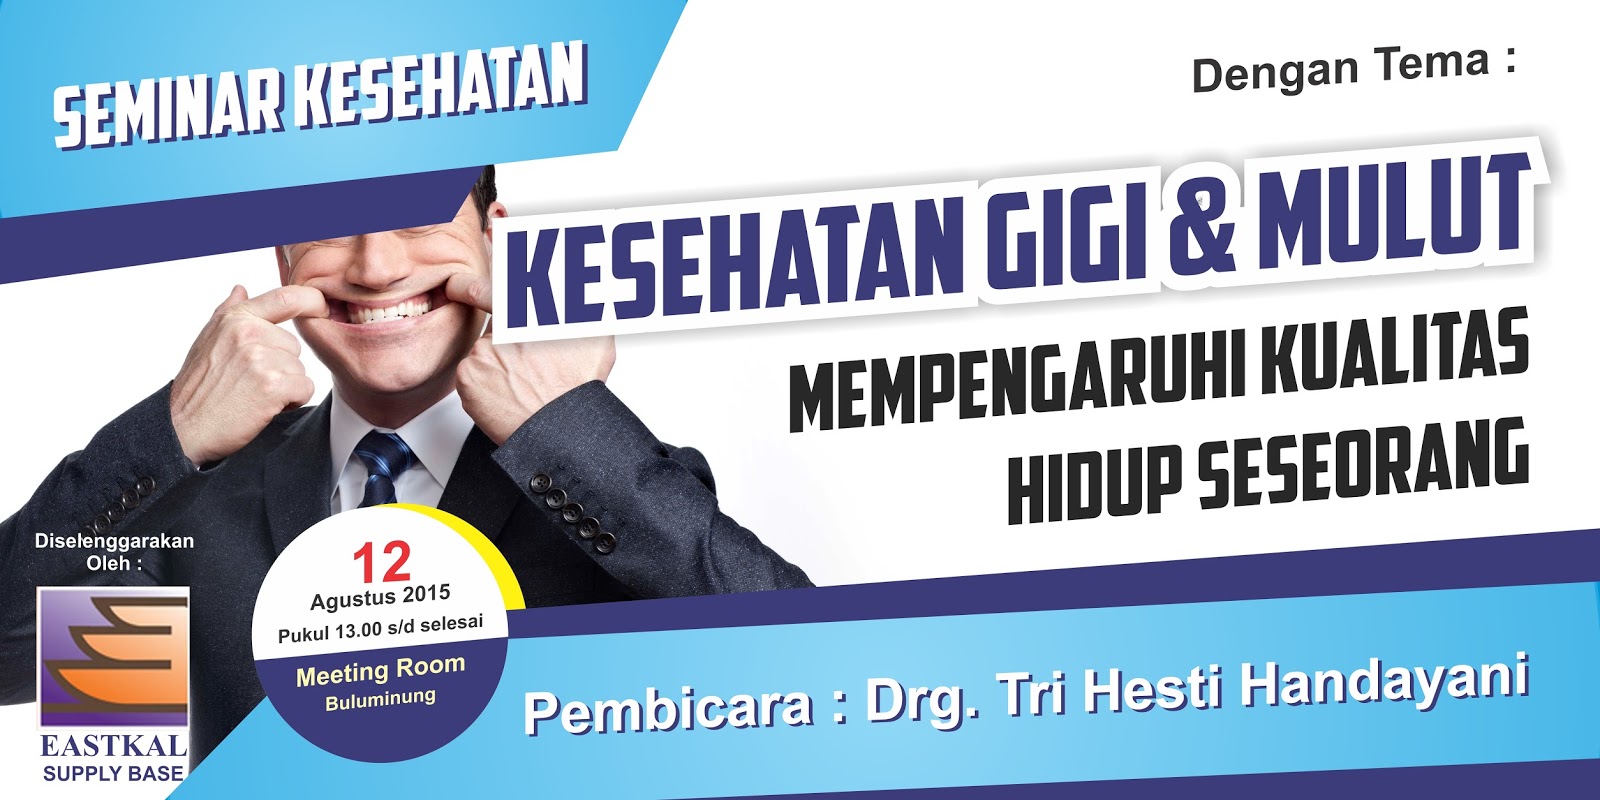 SEMINAR KESEHATAN
Dengan Tema :
KESEHATAN GIGI & MULUT
MEMPENGARUHI KUALITAS
HIDUP SESEORANG
Diselenggarakan
Oleh :
EASTKAL
SUPPLY BASE
12
Agustus 2015
Pukul 13.00 s/d selesai
Meeting Room
Buluminung
Pembicara : Drg. Tri Hesti Handayani